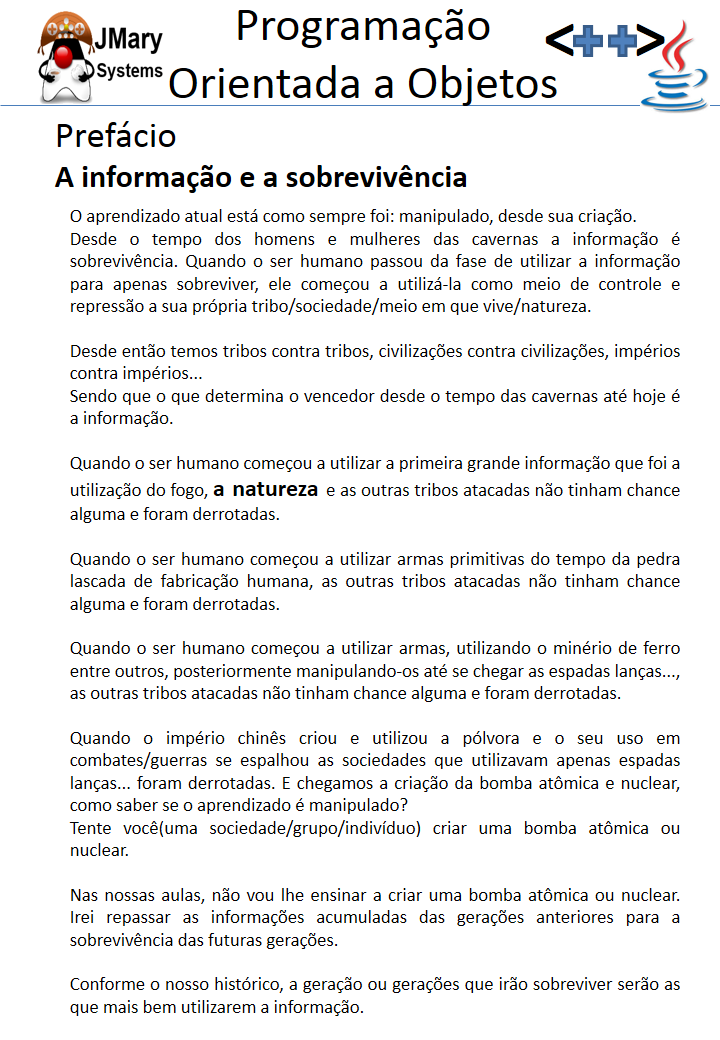 JMary
Systems
Programação
Orientada a Objetos
<++>
Prefácio
A informação e a sobrevivência
O aprendizado atual está como sempre foi: manipulado, desde sua criação.
Desde o tempo dos homens e mulheres das cavernas a informação é
sobrevivência. Quando o ser humano passou da fase de utilizar a informação
para apenas sobreviver, ele começou a utilizá-la como meio de controle e
repressão a sua própria tribo/sociedade/meio em que vive/natureza.
Desde então temos tribos contra tribos, civilizações contra civilizações, impérios
contra impérios...
Sendo que o que determina o vencedor desde o tempo das cavernas até hoje é
a informação.
Quando o ser humano começou a utilizar a primeira grande informação que foi a
utilização do fogo, a natureza e as outras tribos atacadas não tinham chance
alguma e foram derrotadas.
Quando o ser humano começou a utilizar armas primitivas do tempo da pedra
lascada de fabricação humana, as outras tribos atacadas não tinham chance
alguma e foram derrotadas.
Quando o ser humano começou a utilizar armas, utilizando o minério de ferro
entre outros, posteriormente manipulando-os até se chegar as espadas lanças...,
as outras tribos atacadas não tinham chance alguma e foram derrotadas.
Quando o império chinês criou e utilizou a pólvora e o seu uso em
combates/guerras se espalhou as sociedades que utilizavam apenas espadas
lanças... foram derrotadas. E chegamos a criação da bomba atômica e nuclear,
como saber se o aprendizado é manipulado?
Tente você(uma sociedade/grupo/indivíduo) criar uma bomba atômica ou
nuclear.
Nas nossas aulas, não vou lhe ensinar a criar uma bomba atômica ou nuclear.
Irei repassar as informações acumuladas das gerações anteriores para a
sobrevivência das futuras gerações.
Conforme o nosso histórico, a geração ou gerações que irão sobreviver serão as
que mais bem utilizarem a informação.